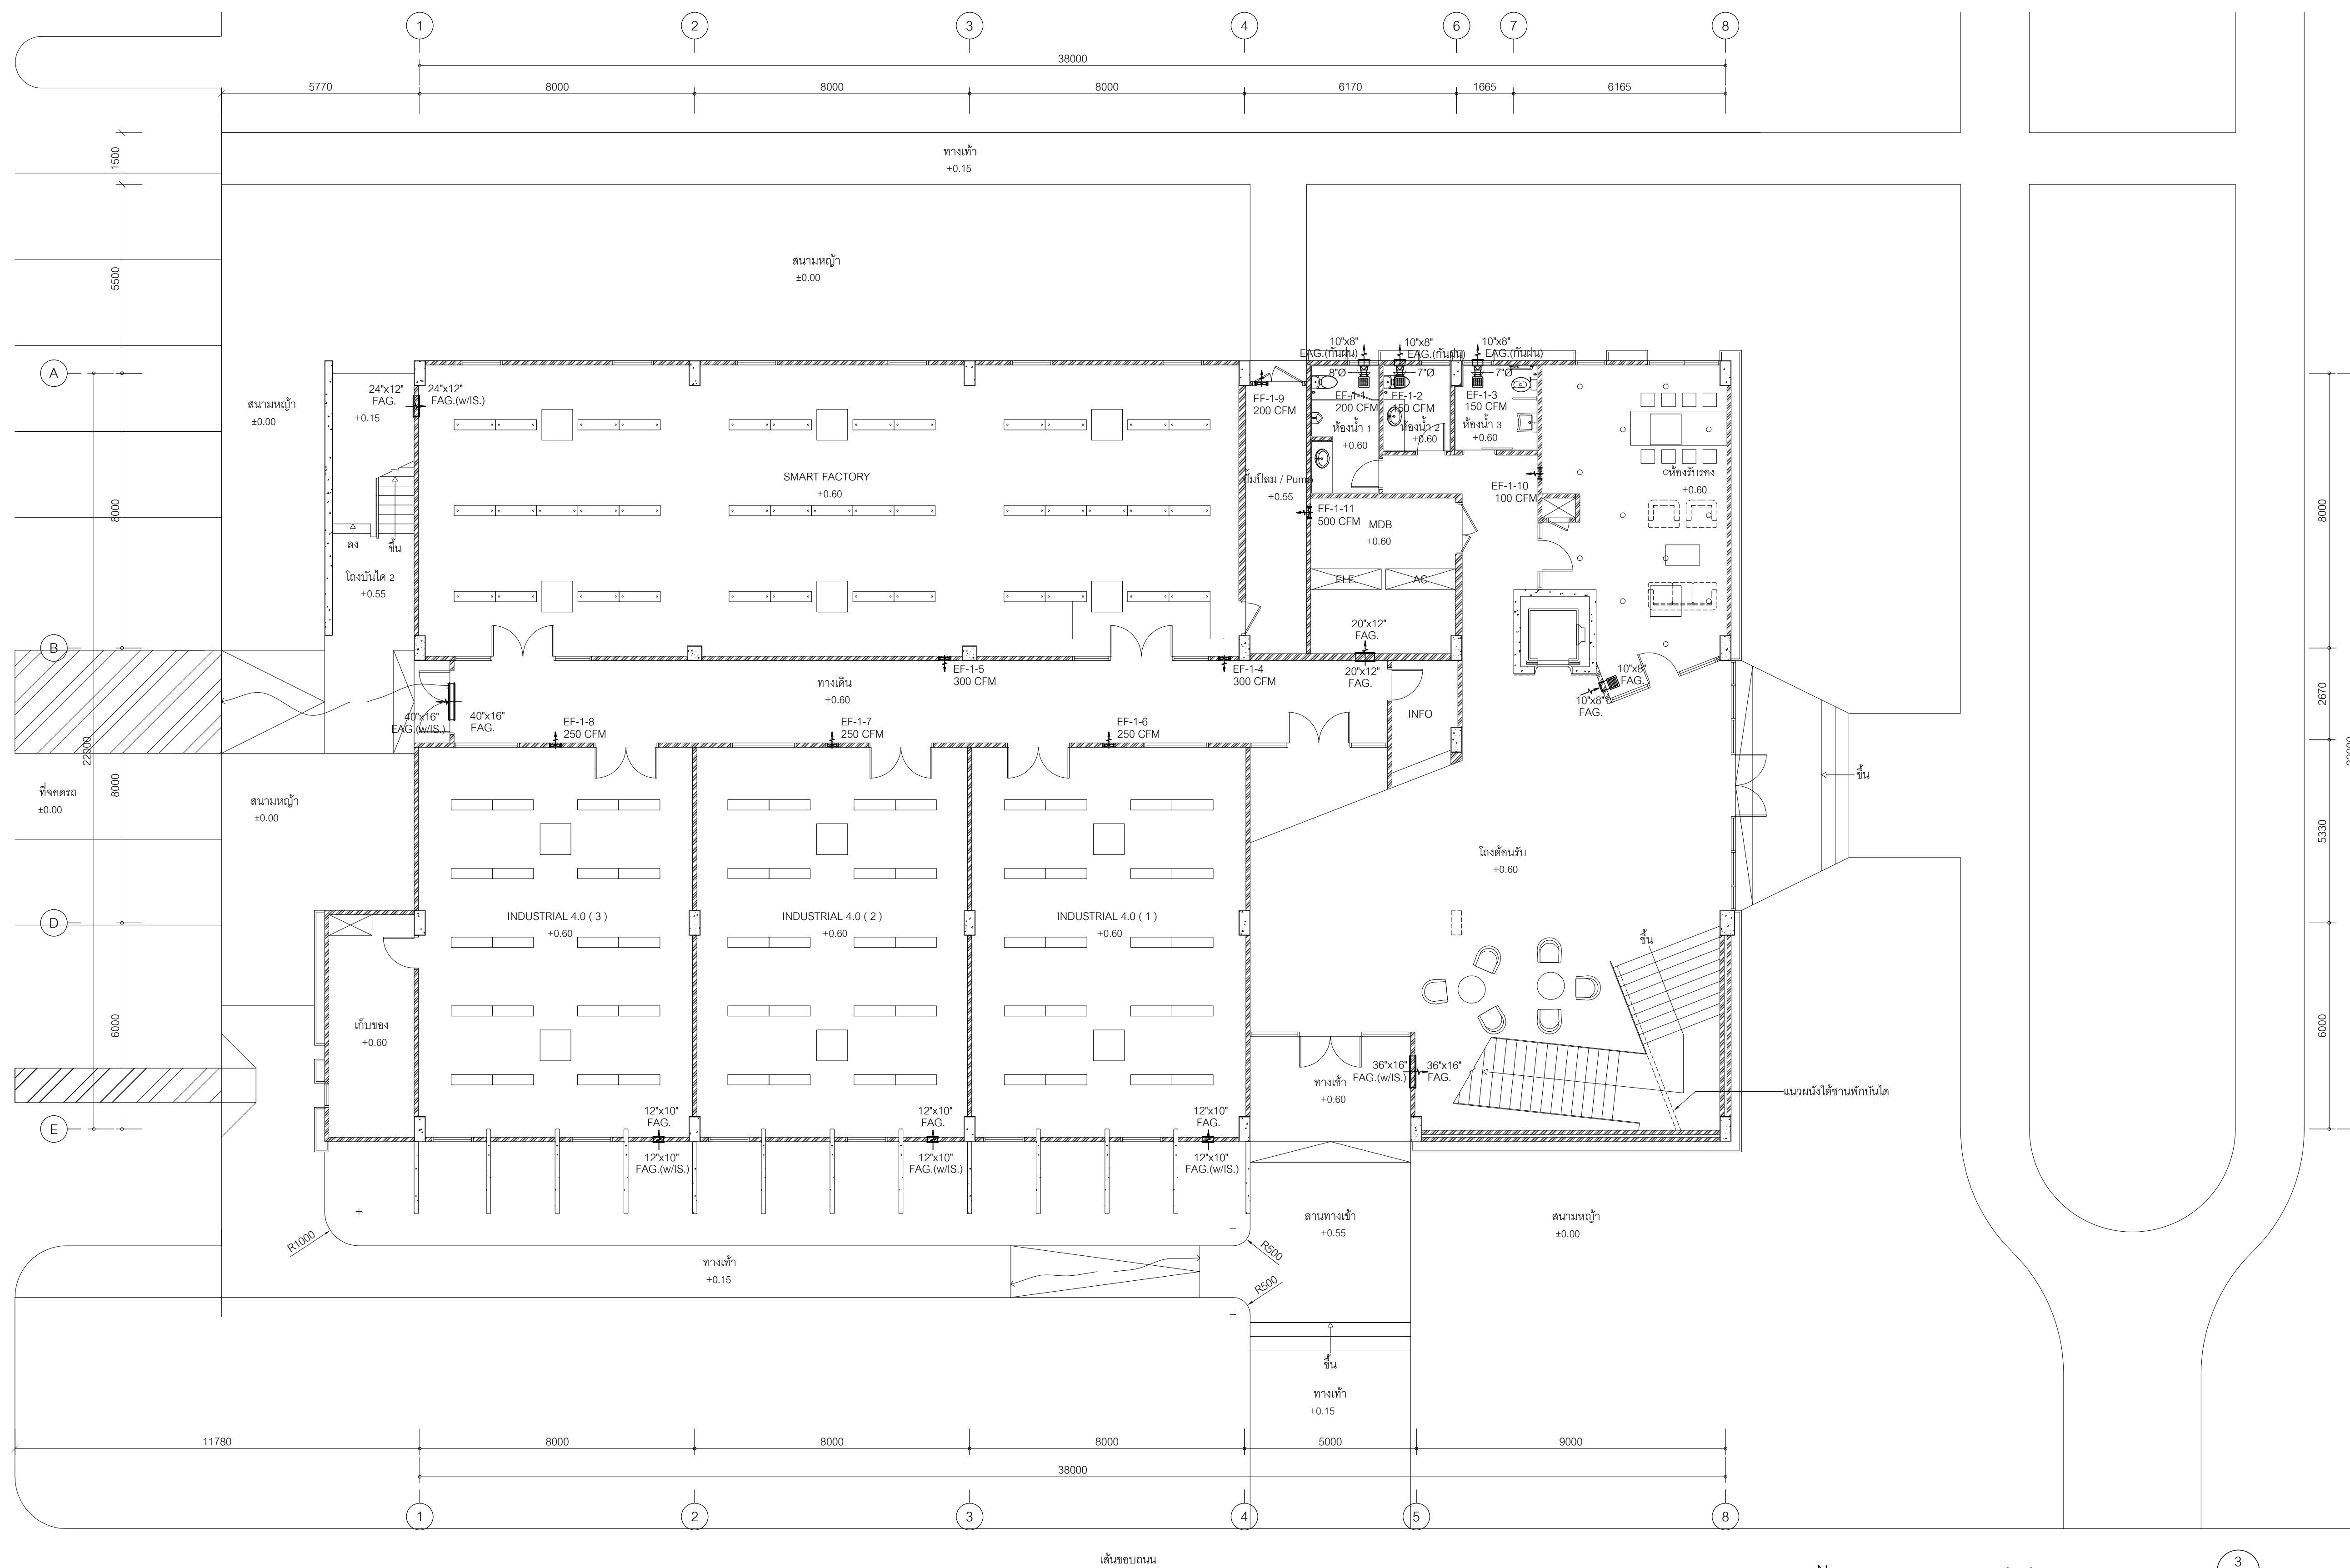 1
2
3
4
6
7
8
38000
5770
8000
8000
8000
6170
1665
6165
1500
ทางเท้า
+0.15
5500
สนามหญ้า
±0.00
10"x8"
EAG.(กันฝน)
10"x8"
EAG.(กันฝน)
10"x8"
EAG.(กันฝน)
A
8"Ø
7"Ø
7"Ø
24"x12"
FAG.
24"x12"
FAG.(w/IS.)
+0.15
สนามหญ้า
±0.00
EF-1-9
200 CFM
EF-1-1
200 CFM
EF-1-2
150 CFM
EF-1-3
150 CFM
ห้องน้ำ 1
+0.60
ห้องน้ำ 2
+0.60
ห้องน้ำ 3
+0.60
SMART FACTORY
+0.60
ปั๊มป์ลม / Pump
+0.55
EF-1-10
100 CFM
ห้องรับรอง
+0.60
8000
8000
EF-1-11
500 CFM
MDB
+0.60
ลง
ขึ้น
โถงบันได 2
+0.55
ELE.
AC
20"x12"
FAG.
B
EF-1-5
300 CFM
EF-1-4
300 CFM
20"x12"
FAG.
10"x8"
FAG.
10"x8"
FAG.
2670
ทางเดิน
+0.60
INFO
40"x16"
EAG.(w/IS.)
40"x16"
EAG.
EF-1-8
250 CFM
EF-1-7
250 CFM
EF-1-6
250 CFM
22000
22000
ที่จอดรถ
±0.00
8000
สนามหญ้า
±0.00
ขึ้น
5330
โถงต้อนรับ
+0.60
D
INDUSTRIAL 4.0 ( 3 )
+0.60
INDUSTRIAL 4.0 ( 2 )
+0.60
INDUSTRIAL 4.0 ( 1 )
+0.60
ขึ้น
เก็บของ
+0.60
6000
6000
36"x16"
FAG.(w/IS.)
36"x16"
FAG.
ทางเข้า
+0.60
แนวผนังใต้ชานพักบันได
E
12"x10"
FAG.
12"x10"
FAG.
12"x10"
FAG.
12"x10"
FAG.(w/IS.)
12"x10"
FAG.(w/IS.)
12"x10"
FAG.(w/IS.)
ลานทางเข้า
+0.55
สนามหญ้า
±0.00
R1000
R500
R500
ทางเท้า
+0.15
ขึ้น
ทางเท้า
+0.15
11780
8000
8000
8000
5000
9000
38000
1
2
3
4
5
8
เส้นขอบถนน
N
3